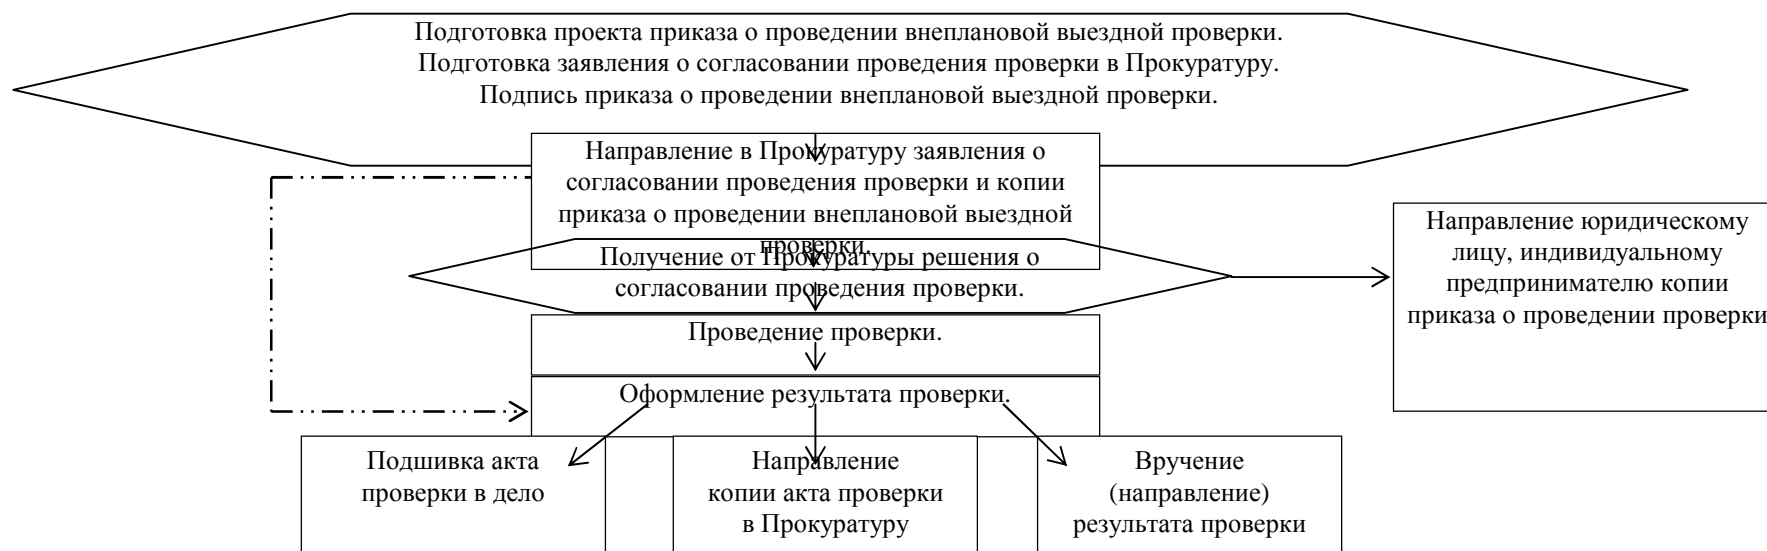 Подготовка проекта приказа о проведении внеплановой выездной проверки.
Подготовка заявления о согласовании проведения проверки в Прокуратуру.
Подпись приказа о проведении внеплановой выездной проверки.
Направление в Прокуратуру заявления о
согласовании проведения проверки и копии
приказа о проведении внеплановой выездной
проверки.
Получение от Прокуратуры решения о
согласовании проведения проверки.
Направление юридическому
лицу, индивидуальному
предпринимателю копии
приказа о проведении проверки
Проведение проверки.
Оформление результата проверки.
Подшивка акта
проверки в дело
Направление
копии акта проверки
в Прокуратуру
Вручение
(направление)
результата проверки